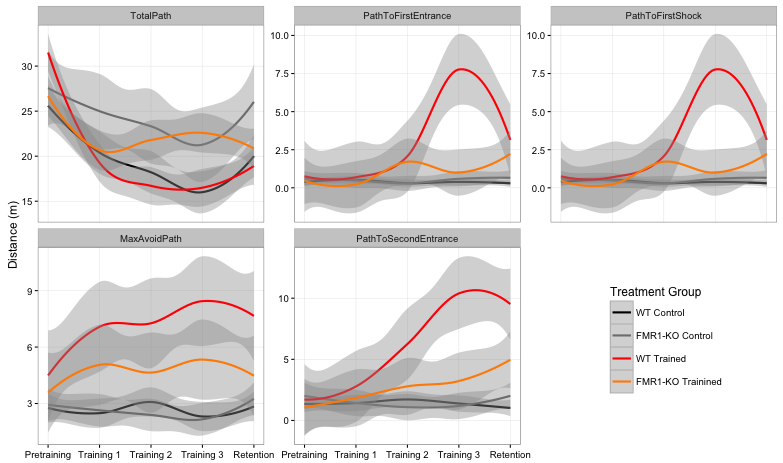 TotalPath
PathToFirstEntrance
PathToFirstShock
30
25
20
15
10.0
7.5
5.0
2.5
0.0
10.0
7.5
5.0
2.5
0.0
Distance (m)
MaxAvoidPath
PathToSecondEntrance
9
6
3
10
5
0
Pretraining Training 1 Training 2 Training 3 Retention
Pretraining Training 1 Training 2 Training 3 Retention
Treatment Group
WT Control
FMR1-KO Control
WT Trained
FMR1-KO Trainined